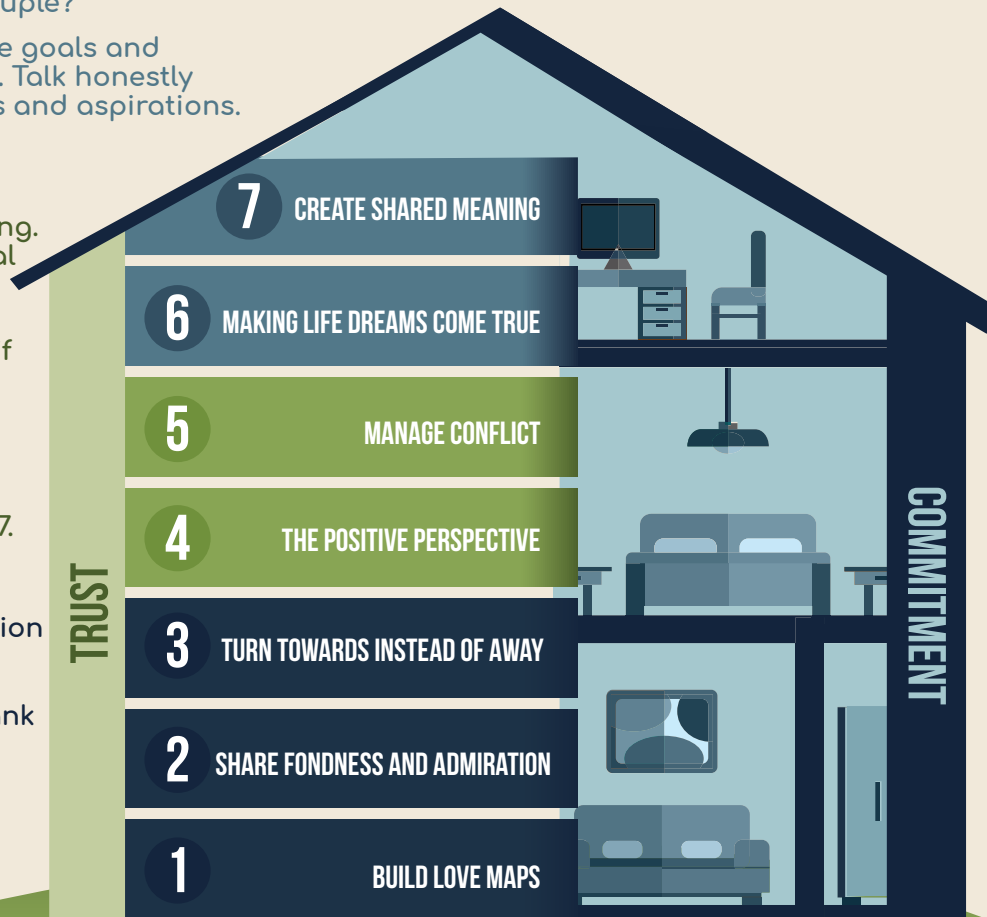 uple?
e goals and
. Talk honestly
s and aspirations.
ng.
al
f
7.
ion
nk
TRUST
7 CREATE SHARED MEANING
6 MAKING LIFE DREAMS COME TRUE
5 MANAGE CONFLICT
4 THE POSITIVE PERSPECTIVE
3 TURN TOWARDS INSTEAD OF AWAY
2 SHARE FONDNESS AND ADMIRATION
1 BUILD LOVE MAPS
COMMITMENT